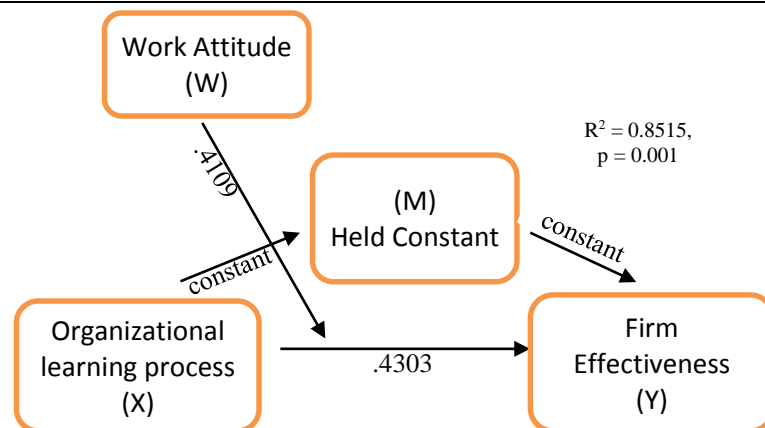 Work Attitude
(W)
R² = 0.8515,
p = 0.001
.4109
(M)
Held Constant
constant
constant
Organizational
learning process
(X)
.4303
Firm
Effectiveness
(Y)